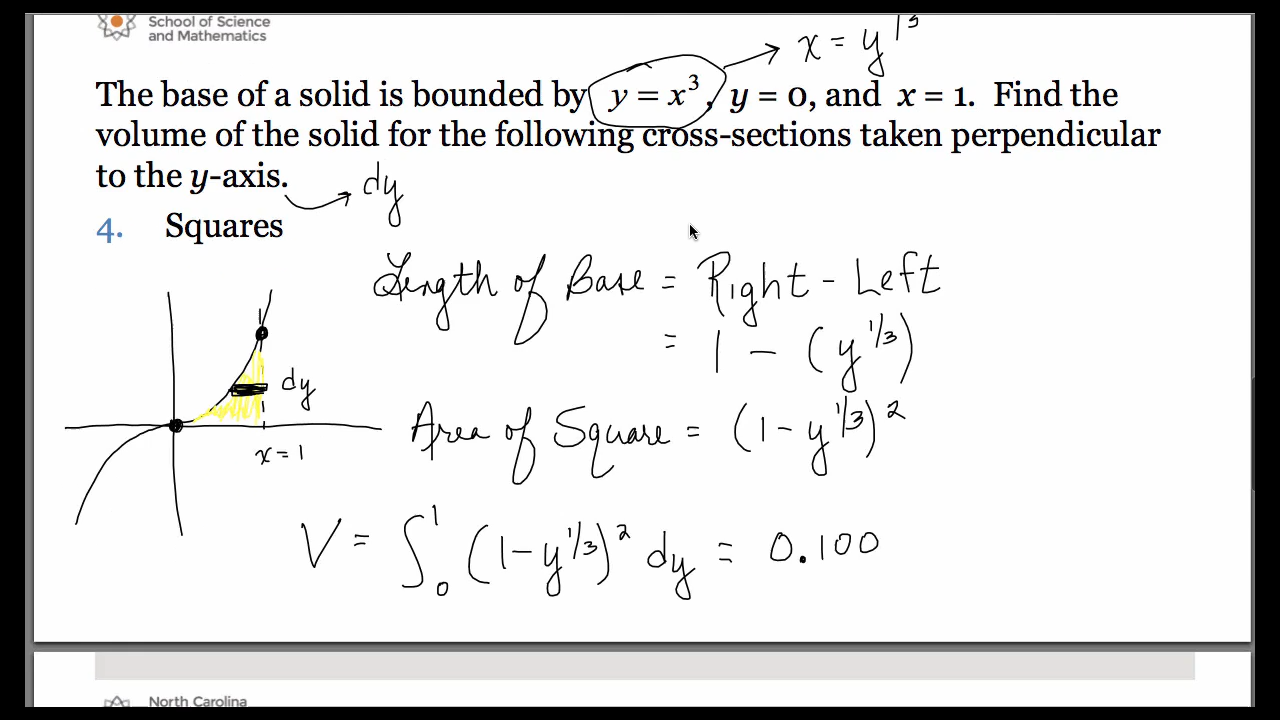 School of Science
and Mathematics
x = y^1/3
The base of a solid is bounded by y = x³, y = 0, and x = 1. Find the
volume of the solid for the following cross-sections taken perpendicular
to the y-axis.
dy
4. Squares
Length of Base = Right - Left
= 1 - (y^1/3)
dy
x = 1
Area of Square = (1 - y^1/3)²
V = ∫₀¹ (1 - y^1/3)² dy = 0.100
North Carolina